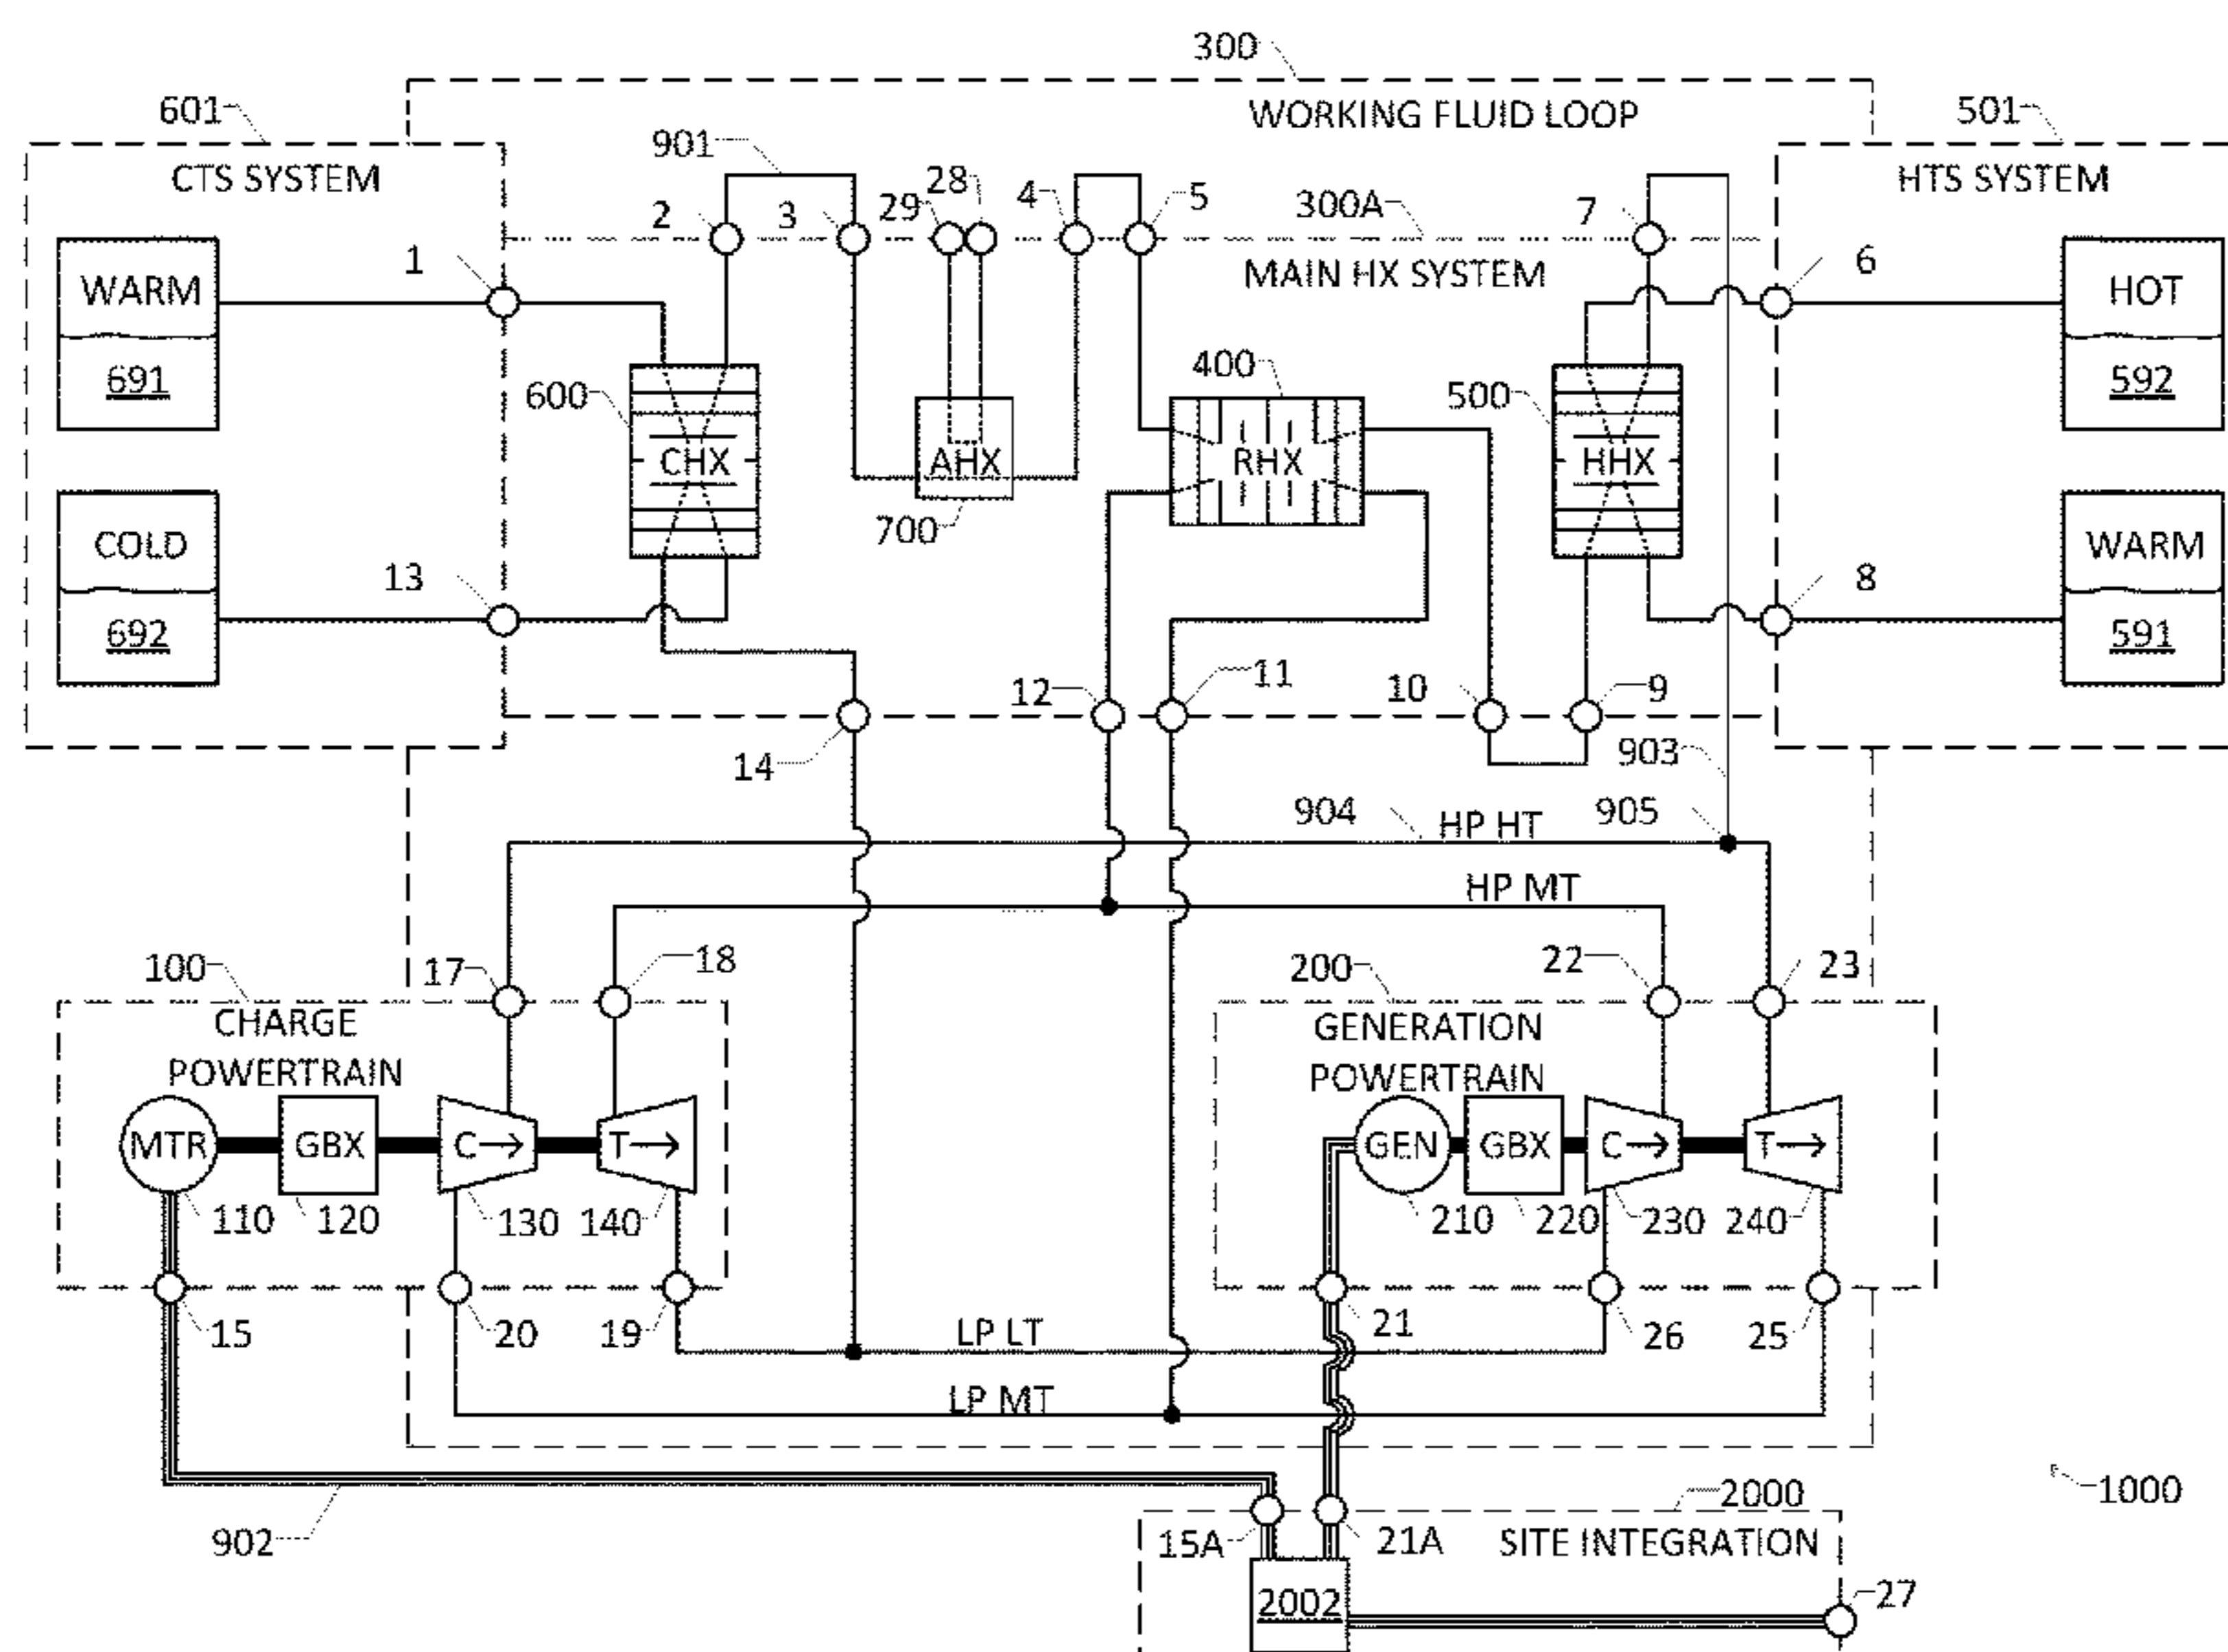 300
WORKING FLUID LOOP
601
501
CTS SYSTEM
HTS SYSTEM
901
2
3
29
28
4
5
300A
7
MAIN HX SYSTEM
1
6
WARM
691
HOT
592
600
CHX
AHX
700
400
RHX
500
HHX
COLD
692
WARM
591
13
8
14
12
11
10
9
903
904
HP HT
905
HP MT
100
17
18
200
22
23
CHARGE
POWERTRAIN
GENERATION
POWERTRAIN
MTR
GBX
C
T
GEN
GBX
C
T
110
120
130
140
210
220
230
240
15
20
19
21
26
25
LP LT
LP MT
902
15A
21A
2000
SITE INTEGRATION
1000
2002
27